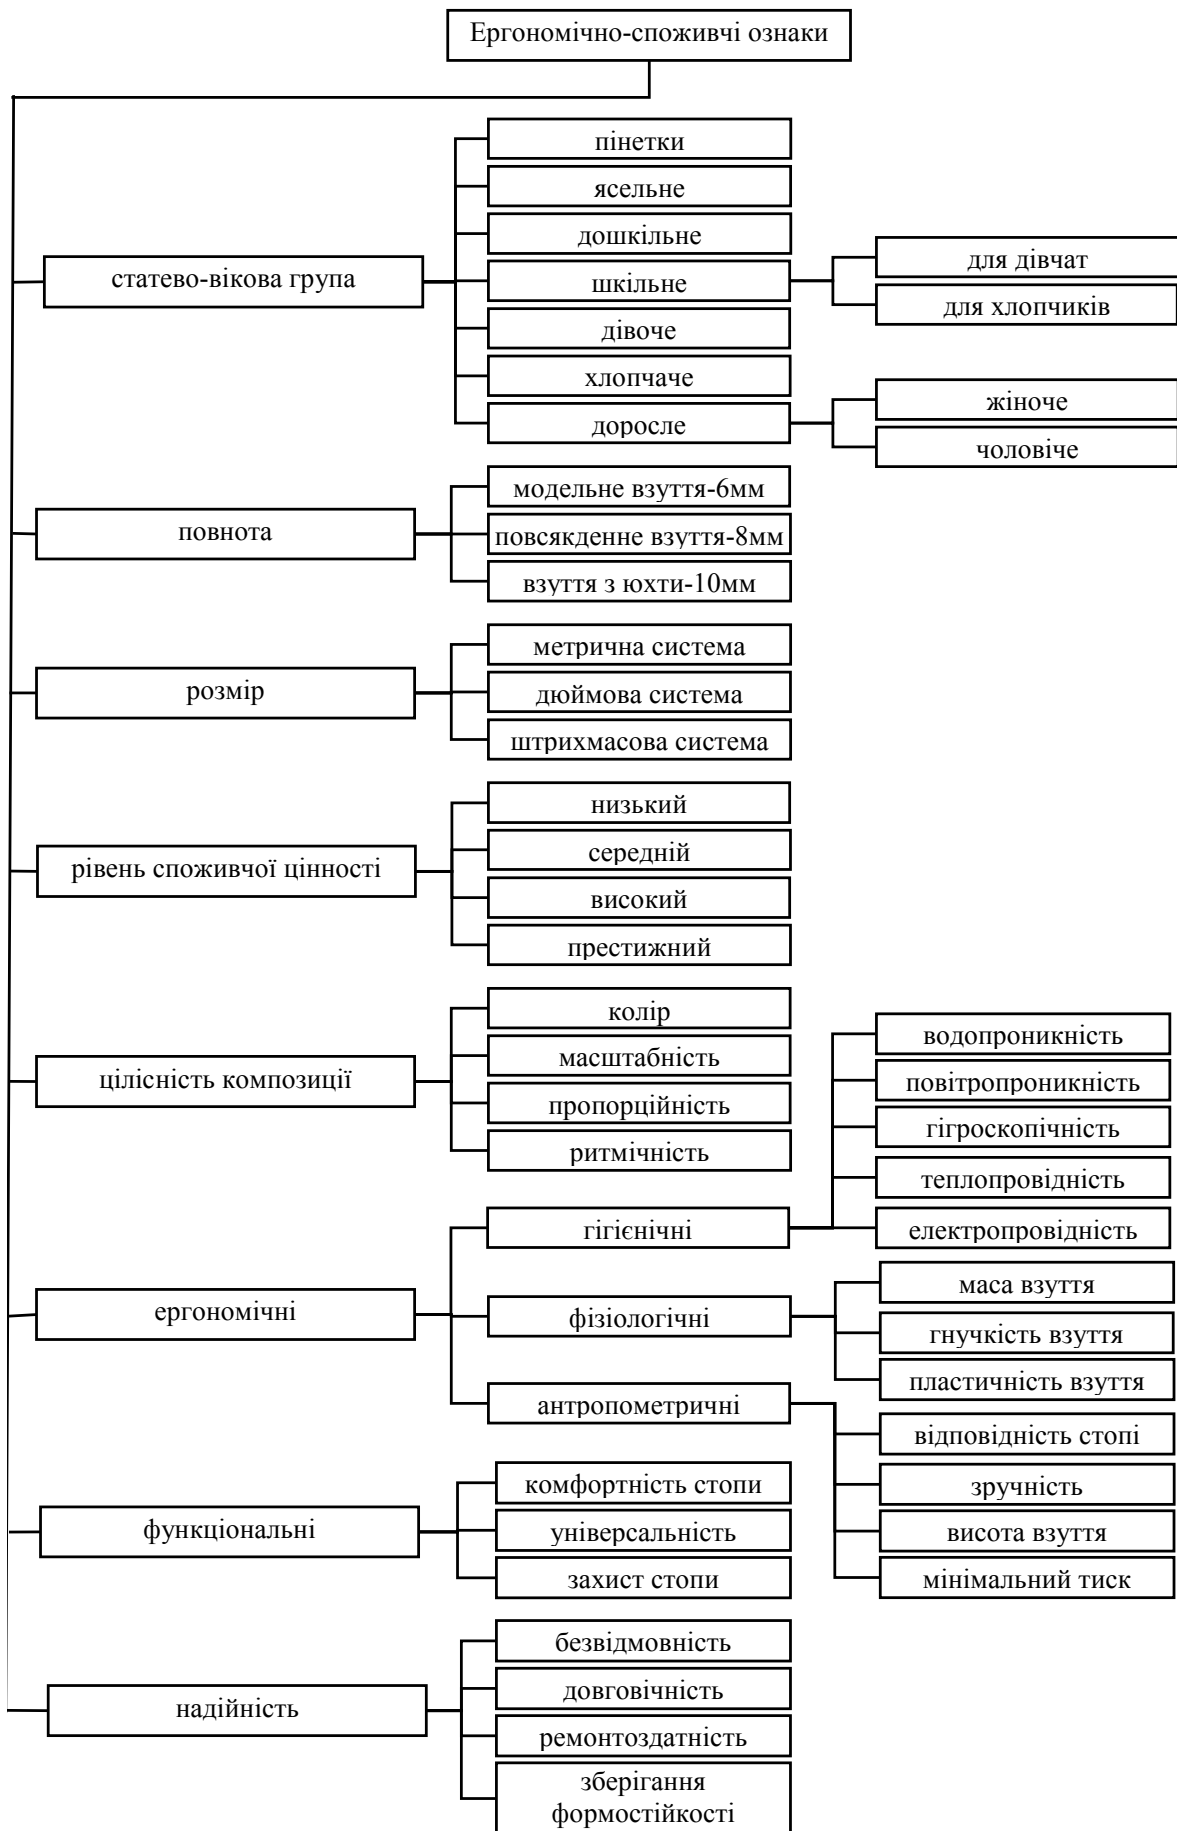 Ергономічно-споживчі ознаки
статево-вікова група
пінетки
ясельне
дошкільне
шкільне
для дівчат
для хлопчиків
дівоче
хлопчаче
доросле
жіноче
чоловіче
повнота
модельне взуття-6мм
повсякденне взуття-8мм
взуття з юхти-10мм
розмір
метрична система
дюймова система
штрихмасова система
рівень споживчої цінності
низький
середній
високий
престижний
цілісність композиції
колір
масштабність
пропорційність
ритмічність
ергономічні
гігієнічні
водопроникність
повітропроникність
гігроскопічність
теплопровідність
електропровідність
фізіологічні
маса взуття
гнучкість взуття
пластичність взуття
антропометричні
відповідність стопі
зручність
висота взуття
мінімальний тиск
функціональні
комфортність стопи
універсальність
захист стопи
надійність
безвідмовність
довговічність
ремонтоздатність
зберігання
формостійкості